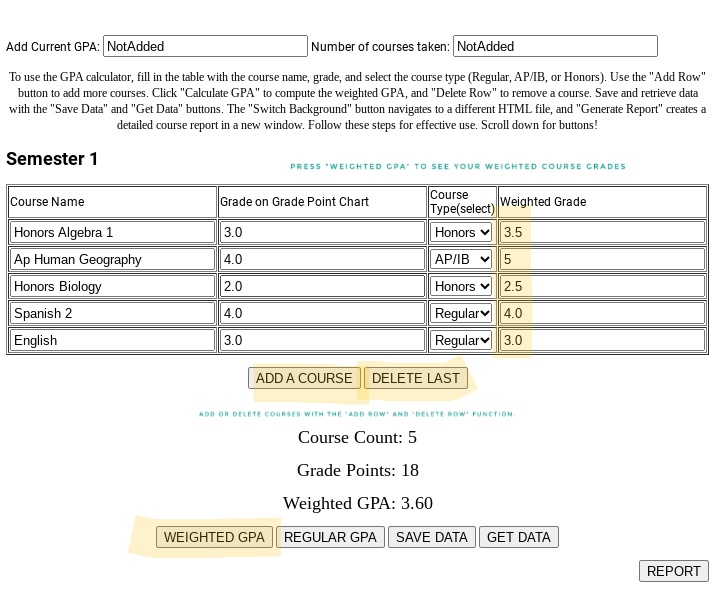 Add Current GPA: NotAdded Number of courses taken: NotAdded
To use the GPA calculator, fill in the table with the course name, grade, and select the course type (Regular, AP/IB, or Honors). Use the "Add Row"
button to add more courses. Click "Calculate GPA" to compute the weighted GPA, and "Delete Row" to remove a course. Save and retrieve data
with the "Save Data" and "Get Data" buttons. The "Switch Background" button navigates to a different HTML file, and "Generate Report" creates a
detailed course report in a new window. Follow these steps for effective use. Scroll down for buttons!
Semester 1
PRESS "WEIGHTED GPA" TO SEE YOUR WEIGHTED COURSE GRADES
Course Name Grade on Grade Point Chart Course Type(select) Weighted Grade
Honors Algebra 1 3.0 Honors 3.5
Ap Human Geography 4.0 AP/IB 5
Honors Biology 2.0 Honors 2.5
Spanish 2 4.0 Regular 4.0
English 3.0 Regular 3.0
ADD A COURSE DELETE LAST
ADD OR DELETE COURSES WITH THE "ADD ROW" AND "DELETE ROW" FUNCTION.
Course Count: 5
Grade Points: 18
Weighted GPA: 3.60
WEIGHTED GPA REGULAR GPA SAVE DATA GET DATA
REPORT